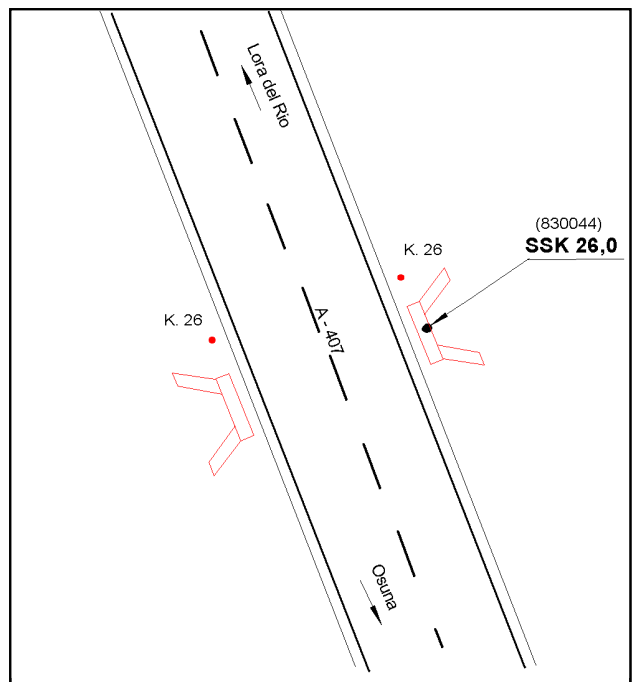 Lora del Rio
(830044)
SSK 26,0
K. 26
K. 26
A - 407
Osuna